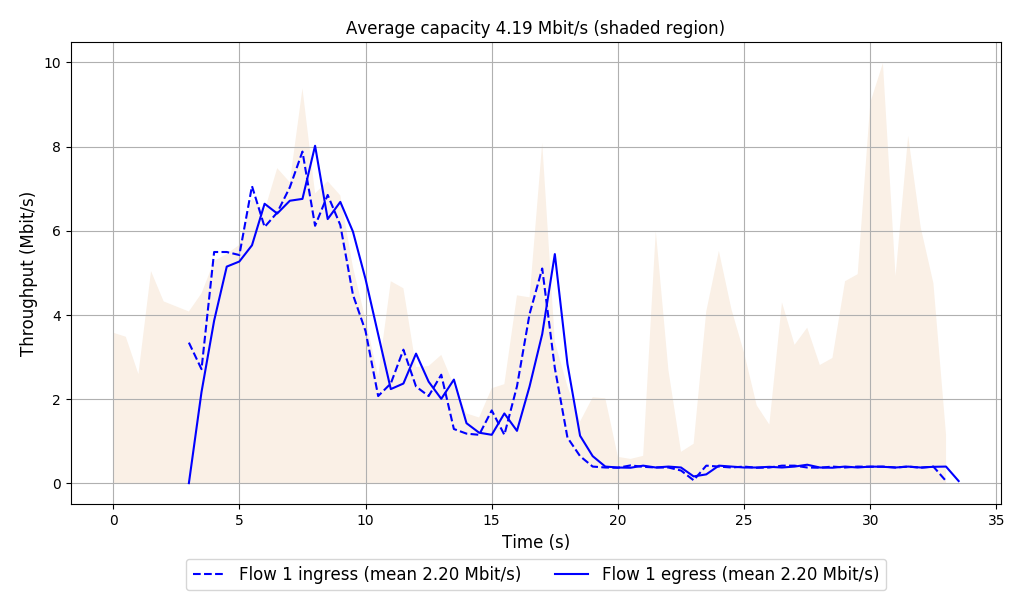 Average capacity 4.19 Mbit/s (shaded region)
Throughput (Mbit/s)
10
8
6
4
2
0
0 5 10 15 20 25 30 35
Time (s)
Flow 1 ingress (mean 2.20 Mbit/s) Flow 1 egress (mean 2.20 Mbit/s)